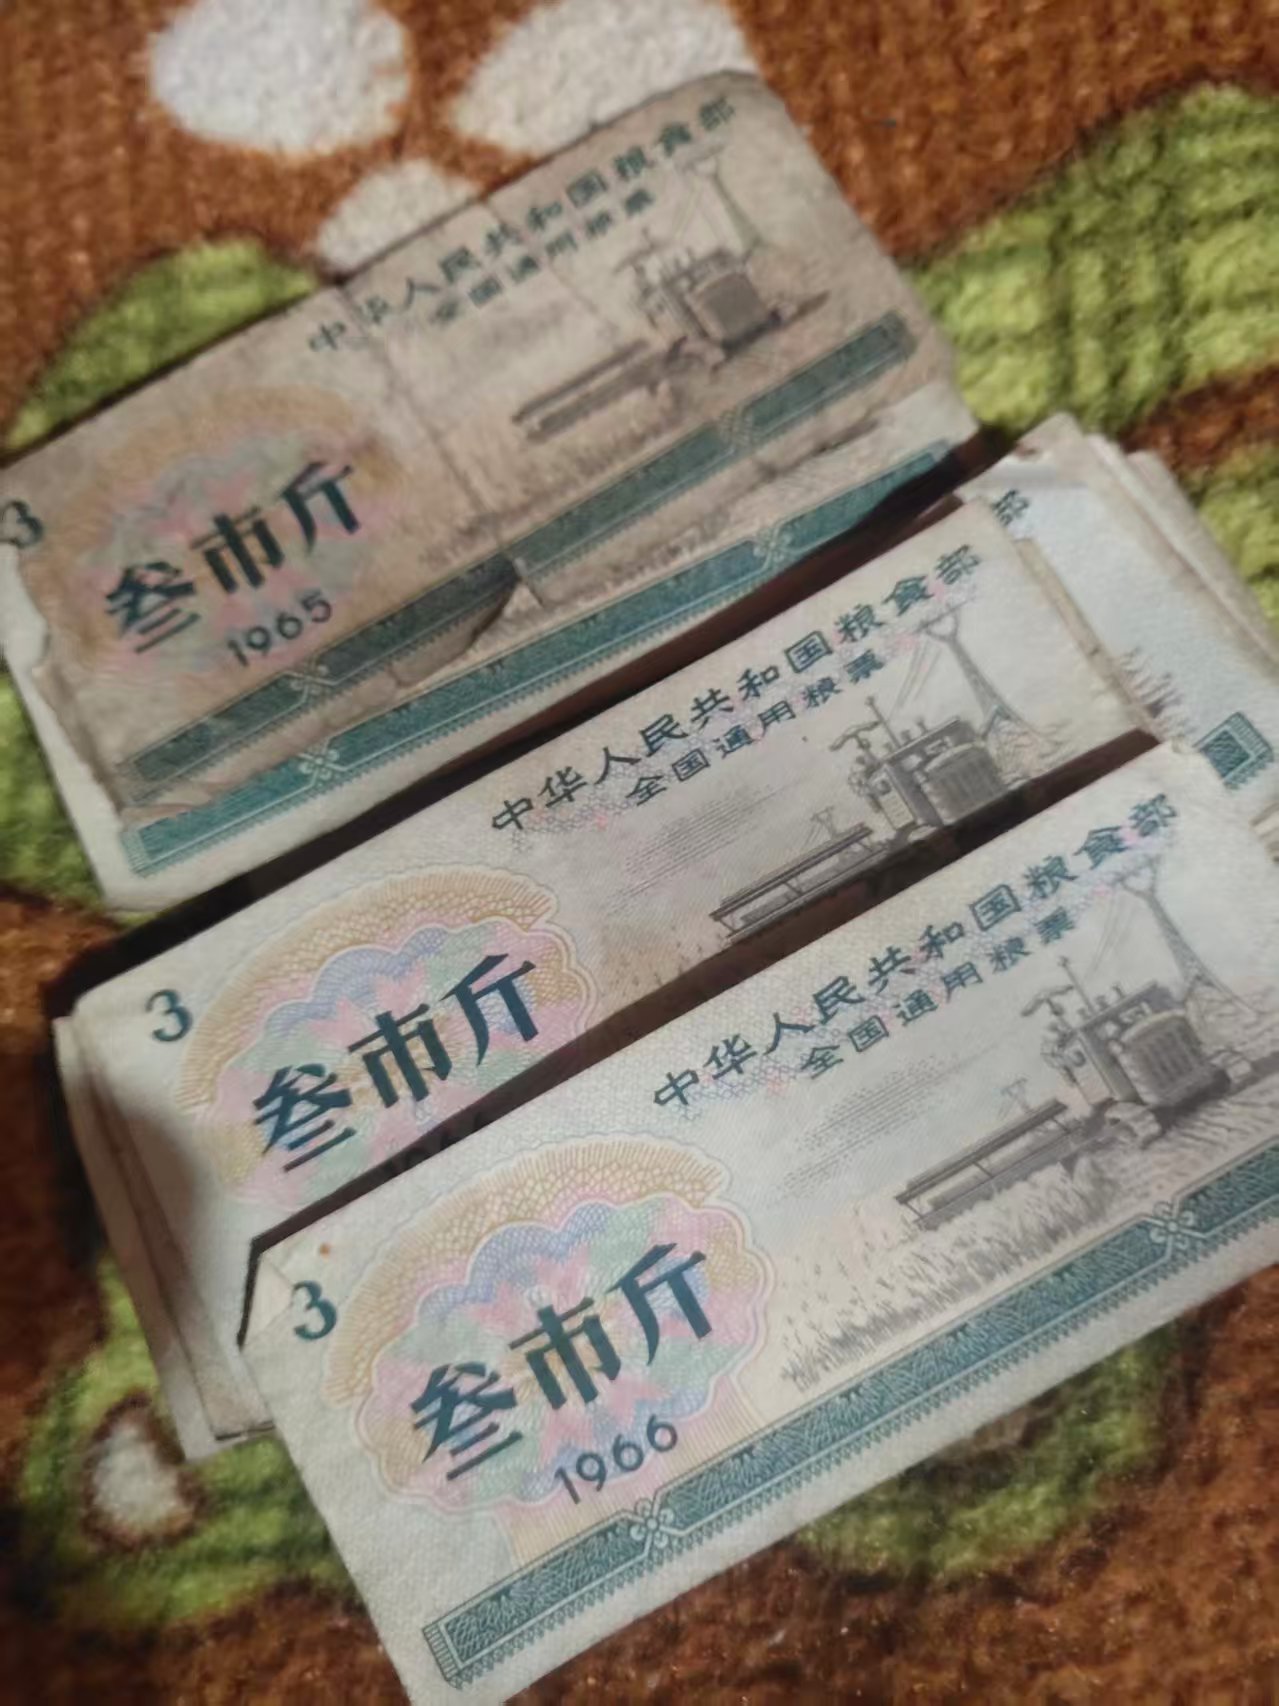 中华人民共和国粮食部
全国通用粮票
3
叁市斤
1965
部
中华人民共和国粮食部
全国通用粮票
3
叁市斤
中华人民共和国粮食部
全国通用粮票
3
叁市斤
1966